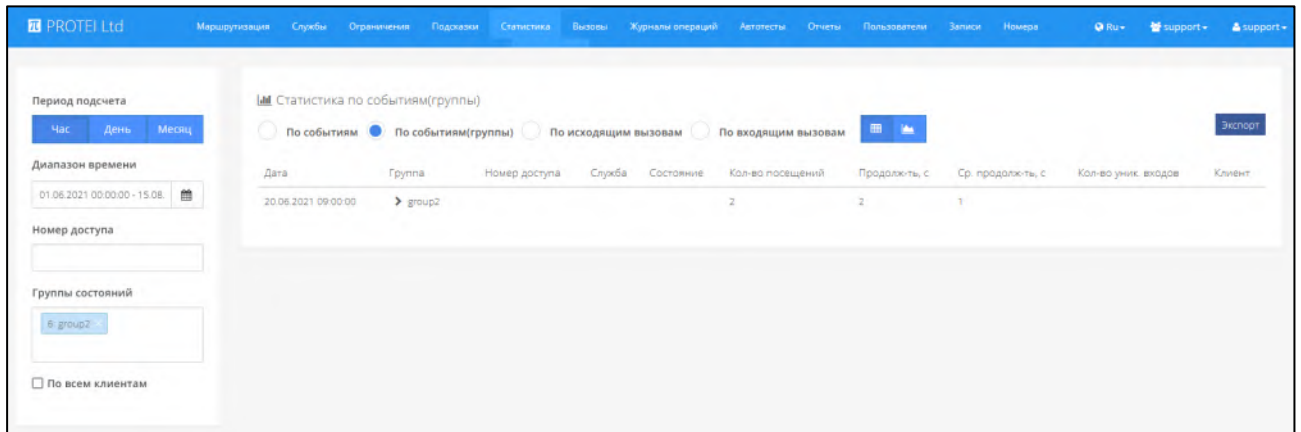 PROTEI Ltd Маршрутизация Службы Ограничения Подсказки Статистика Вызовы Журналы операций Автотесты Отчеты Пользователи Записи Номера Ru support support
Период подсчета
Час День Месяц
Диапазон времени
01.06.2021 00:00:00 - 15.08.
Номер доступа
Группы состояний
6: group2 ×
По всем клиентам
Статистика по событиям(группы)
По событиям По событиям(группы) По исходящим вызовам По входящим вызовам
Экспорт
Дата Группа Номер доступа Служба Состояние Кол-во посещений Продолж-ть, с Ср. продолж-ть, с Кол-во уник. входов Клиент
20.06.2021 09:00:00 group2 2 2 1